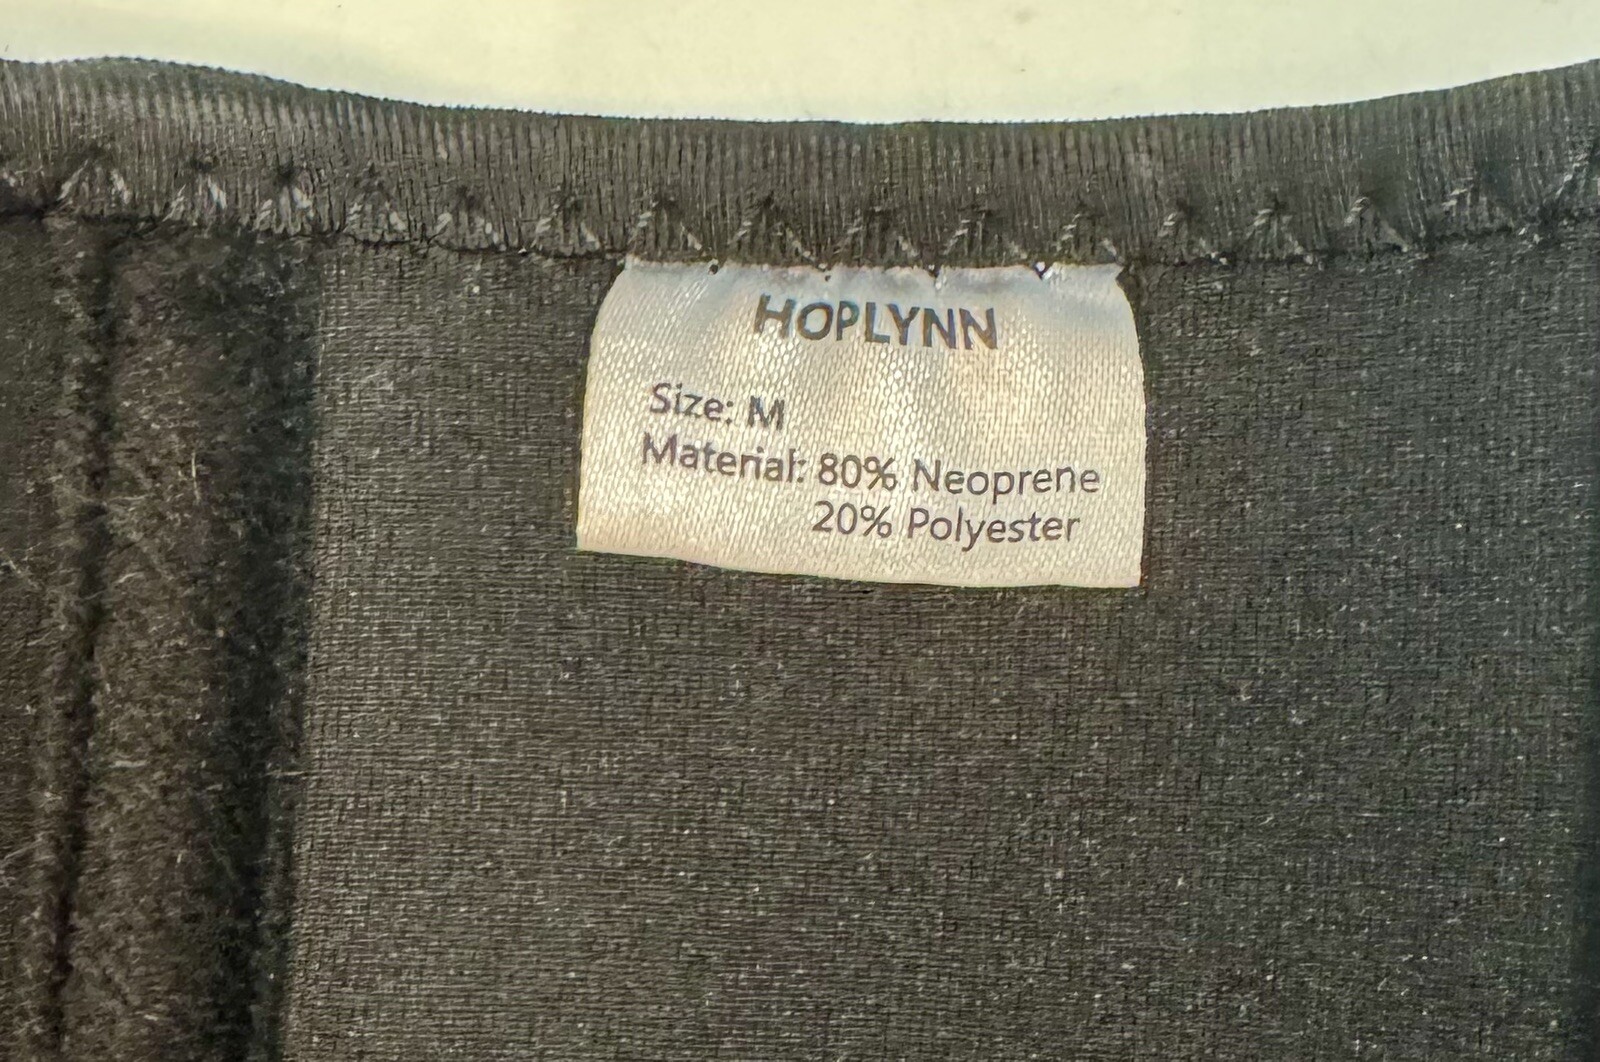 HOPLYNN
Size: M
Material: 80% Neoprene
20% Polyester